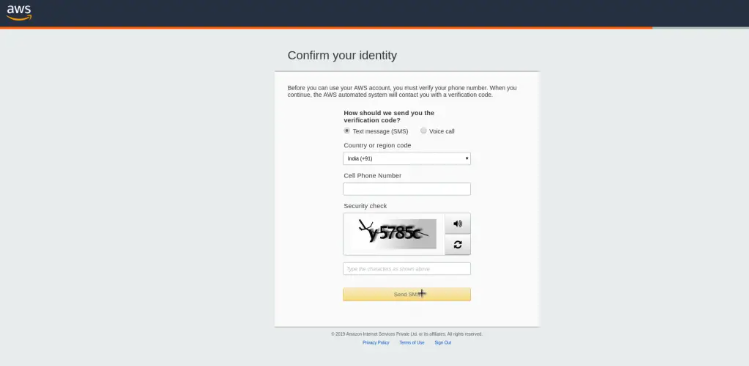 aws
Confirm your identity
Before you can use your AWS account, you must verify your phone number. When you
continue, the AWS automated system will contact you with a verification code.
How should we send you the
verification code?
Text message (SMS) Voice call
Country or region code
India (+91)
Cell Phone Number
Security check
Type the characters as shown above
Send SMS
© 2019 Amazon Internet Services Private Ltd. or its affiliates. All rights reserved.
Privacy Policy Terms of Use Sign Out